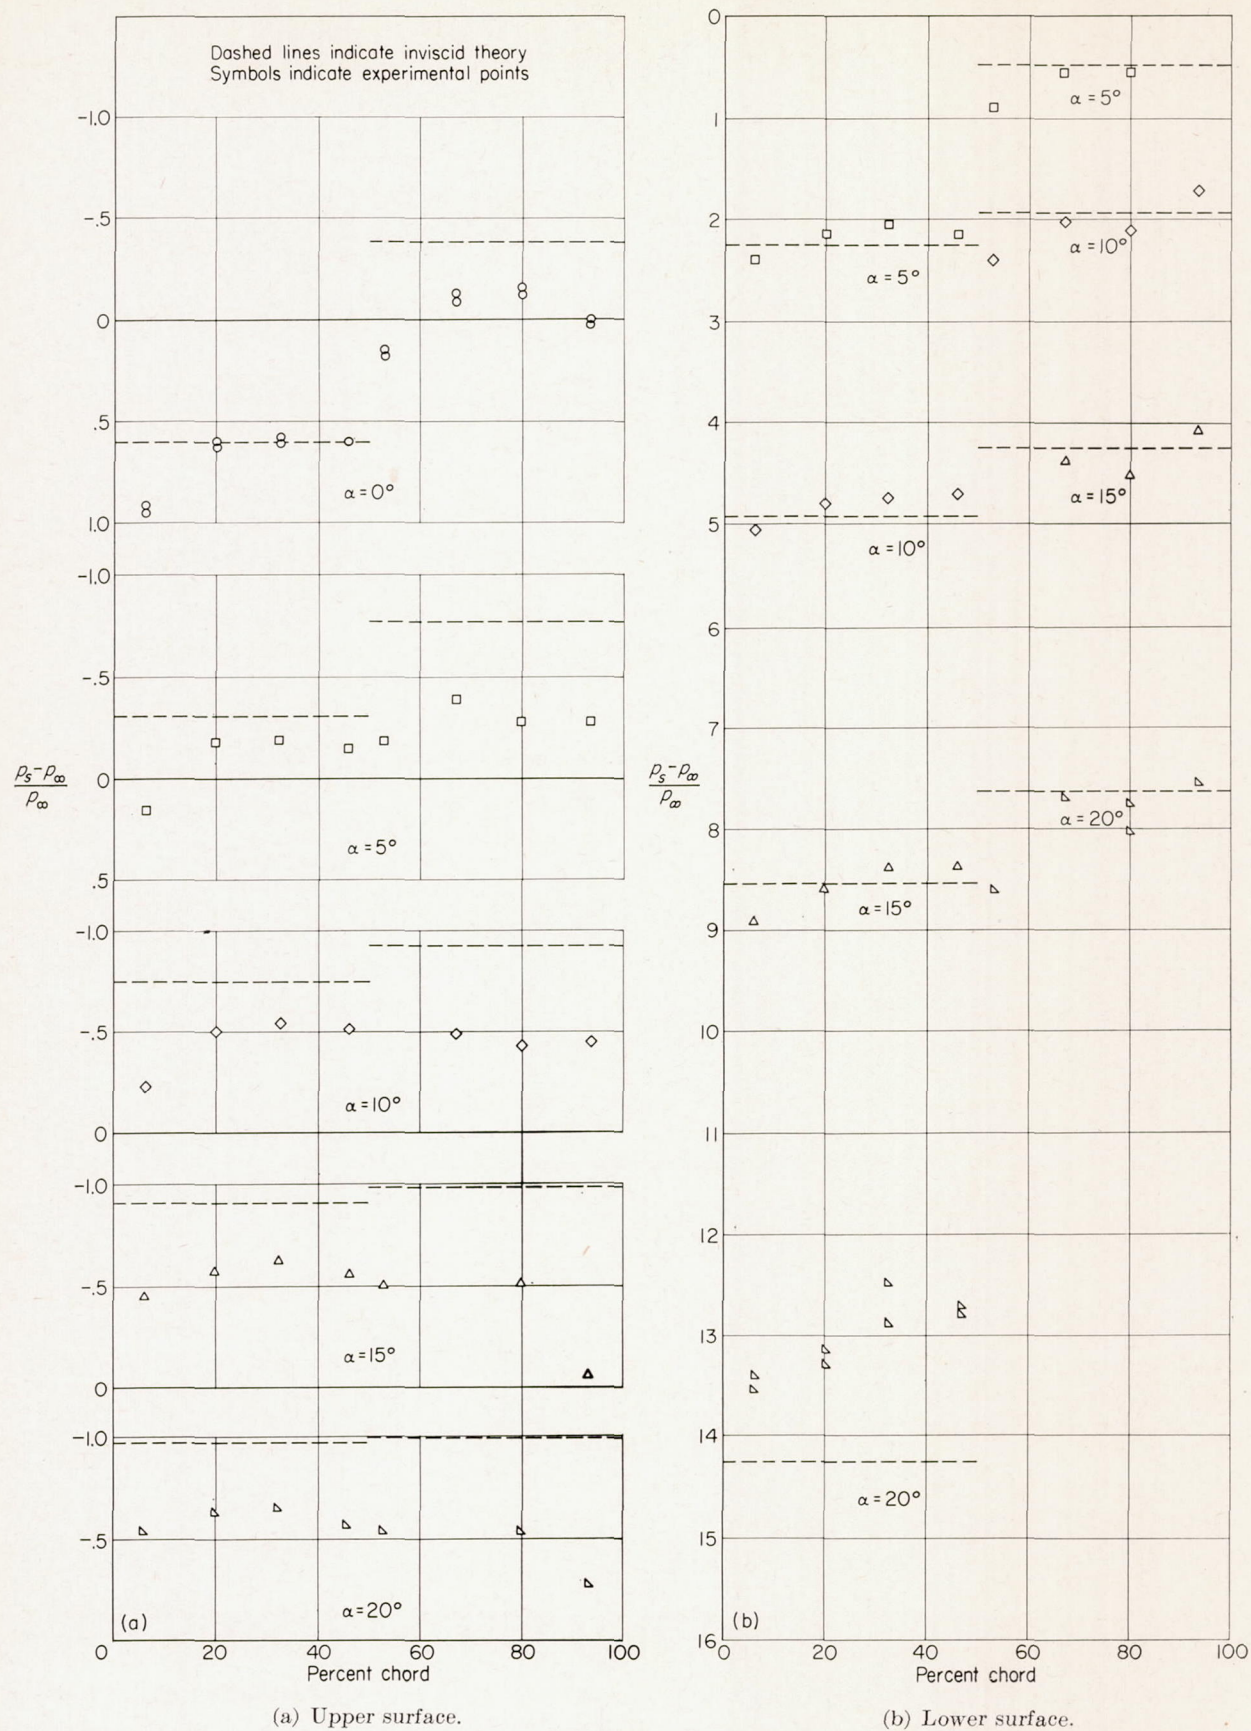 Dashed lines indicate inviscid theory
Symbols indicate experimental points
-1.0
-.5
0
.5
1.0
α = 0°
-1.0
-.5
0
.5
α = 5°
p_s - p_∞
p_∞
-1.0
-.5
0
α = 10°
-1.0
-.5
0
α = 15°
-1.0
-.5
0
α = 20°
(a)
0 20 40 60 80 100
Percent chord
(a) Upper surface.
0
1
2
3
4
5
6
7
8
9
10
11
12
13
14
15
16
p_s - p_∞
p_∞
α = 5°
α = 10°
α = 5°
α = 15°
α = 10°
α = 20°
α = 15°
α = 20°
(b)
0 20 40 60 80 100
Percent chord
(b) Lower surface.